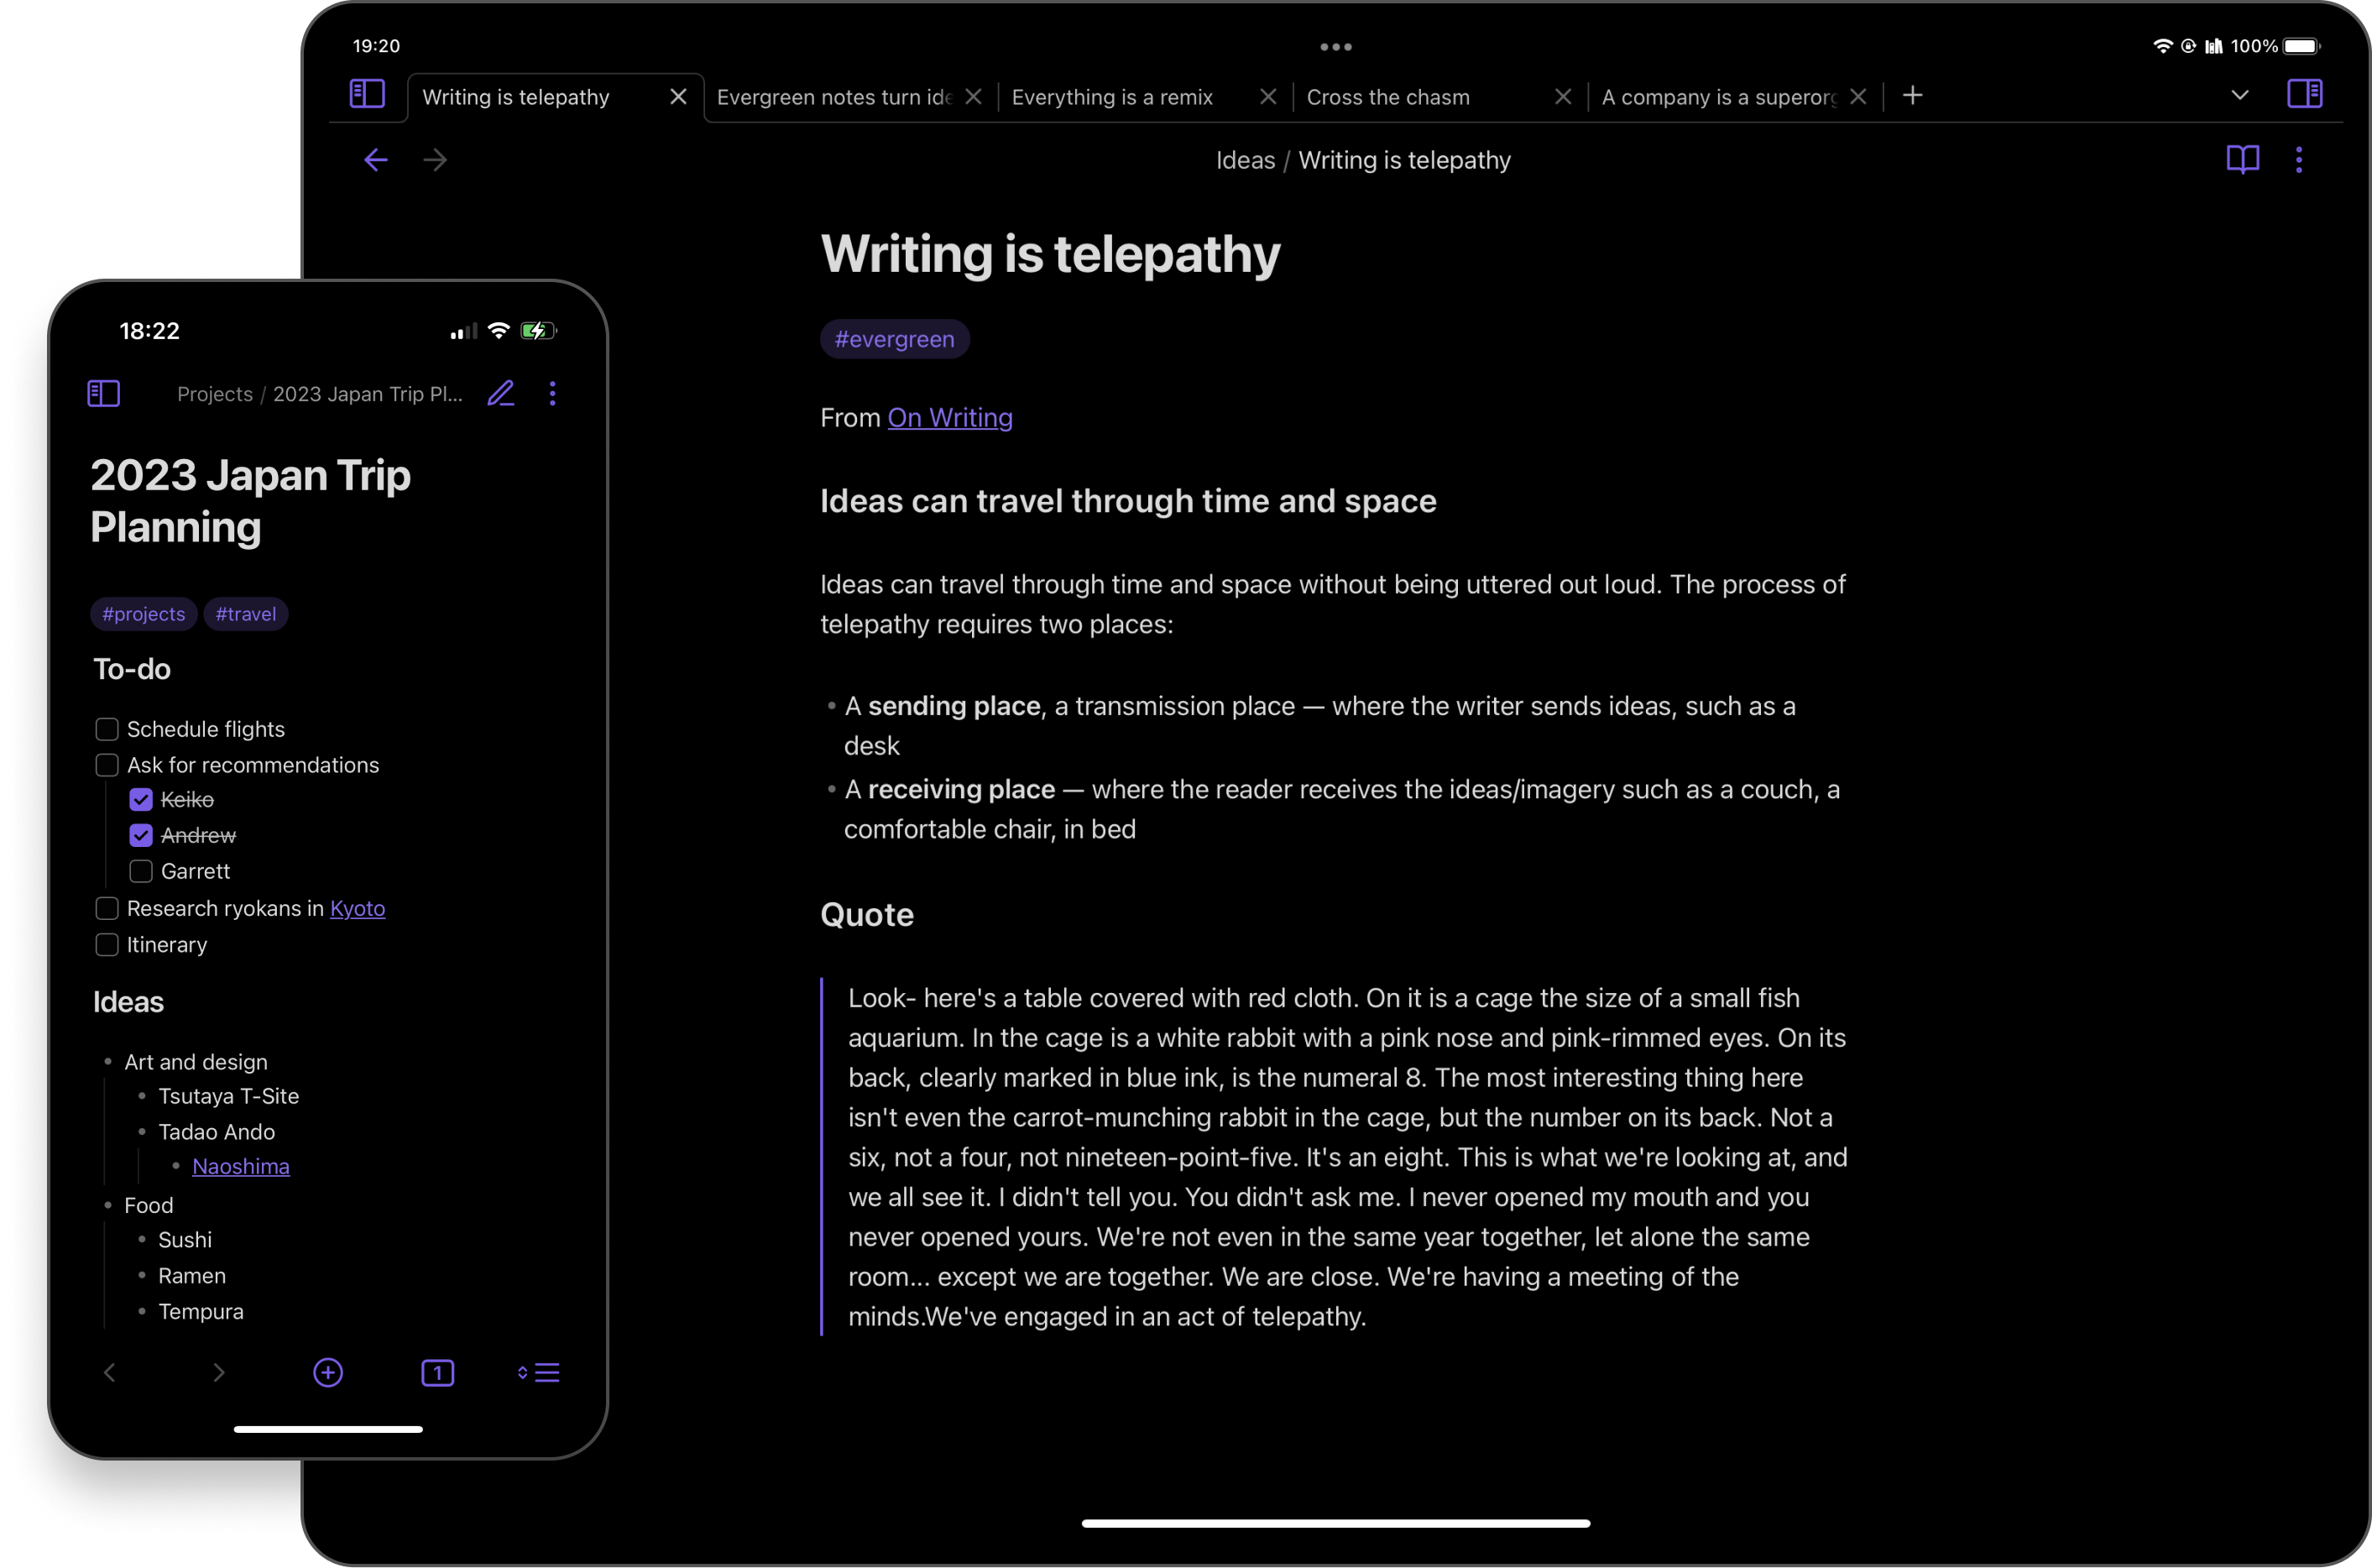 19:20
100%
Writing is telepathy
Evergreen notes turn ide
Everything is a remix
Cross the chasm
A company is a superorg
Ideas / Writing is telepathy
Writing is telepathy
#evergreen
From On Writing
Ideas can travel through time and space
Ideas can travel through time and space without being uttered out loud. The process of
telepathy requires two places:
• A sending place, a transmission place — where the writer sends ideas, such as a
desk
• A receiving place — where the reader receives the ideas/imagery such as a couch, a
comfortable chair, in bed
Quote
Look- here's a table covered with red cloth. On it is a cage the size of a small fish
aquarium. In the cage is a white rabbit with a pink nose and pink-rimmed eyes. On its
back, clearly marked in blue ink, is the numeral 8. The most interesting thing here
isn't even the carrot-munching rabbit in the cage, but the number on its back. Not a
six, not a four, not nineteen-point-five. It's an eight. This is what we're looking at, and
we all see it. I didn't tell you. You didn't ask me. I never opened my mouth and you
never opened yours. We're not even in the same year together, let alone the same
room... except we are together. We are close. We're having a meeting of the
minds.We've engaged in an act of telepathy.
18:22
Projects / 2023 Japan Trip Pl...
2023 Japan Trip
Planning
#projects #travel
To-do
Schedule flights
Ask for recommendations
Keiko
Andrew
Garrett
Research ryokans in Kyoto
Itinerary
Ideas
• Art and design
• Tsutaya T-Site
• Tadao Ando
• Naoshima
• Food
• Sushi
• Ramen
• Tempura
1